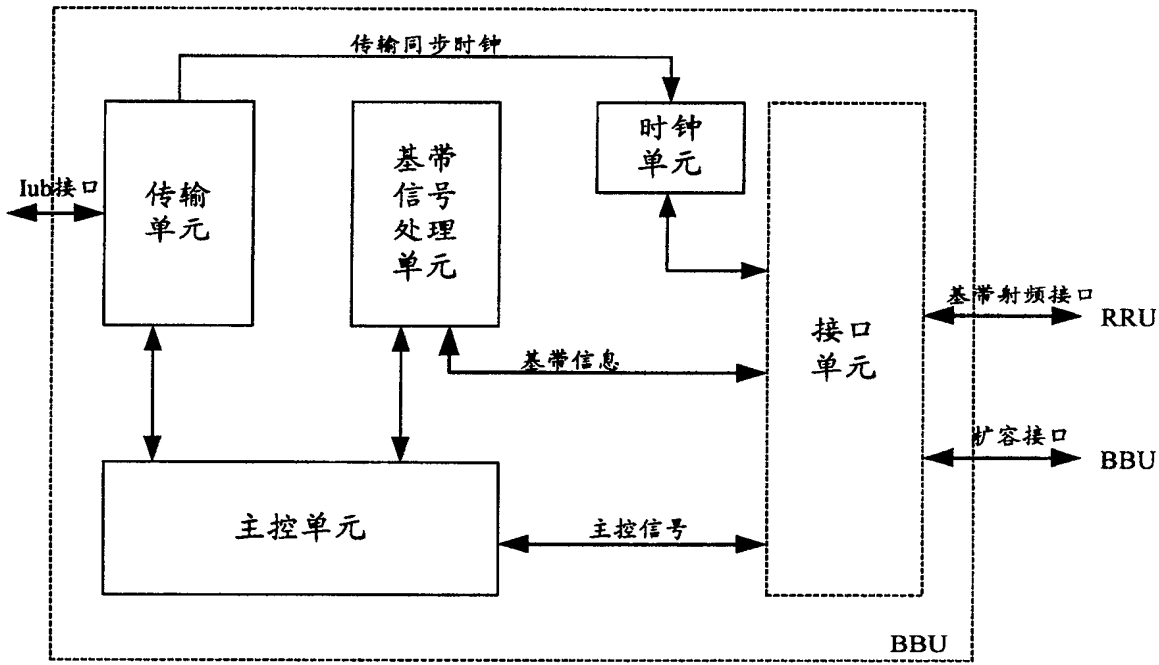 传输同步时钟
Iub接口
传输
单元
基带
信号
处理
单元
时钟
单元
接口
单元
基带射频接口
RRU
基带信息
扩容接口
BBU
主控单元
主控信号
BBU